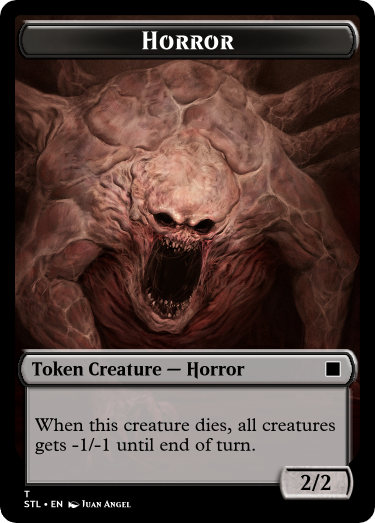 Horror
Token Creature — Horror
When this creature dies, all creatures
gets -1/-1 until end of turn.
2/2
T
STL • EN Juan Angel